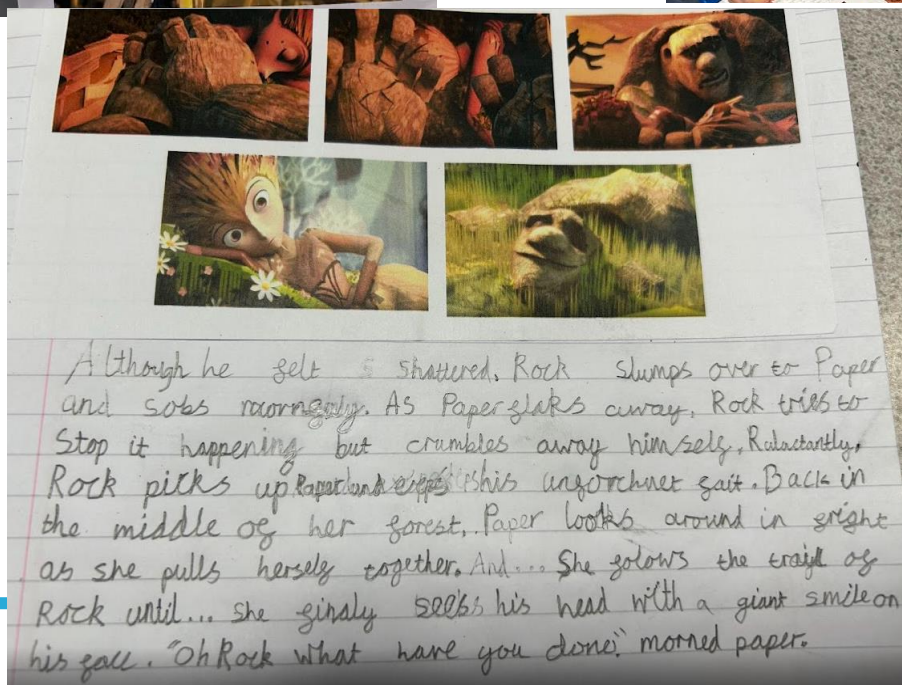 Although he felt shattered, Rock slumps over to Paper
and sobs mornegaly. As Paper flaks away, Rock tries to
Stop it happening but crumbles away himself, Raluctantly,
Rock picks up Paper and his unforchnet fait. Back in
the middle of her forest, Paper looks around in fright
as she pulls herself together. And... She folows the trail of
Rock until... She finaly sees his head with a giant smile on
his face. "Oh Rock what have you done." morned paper.